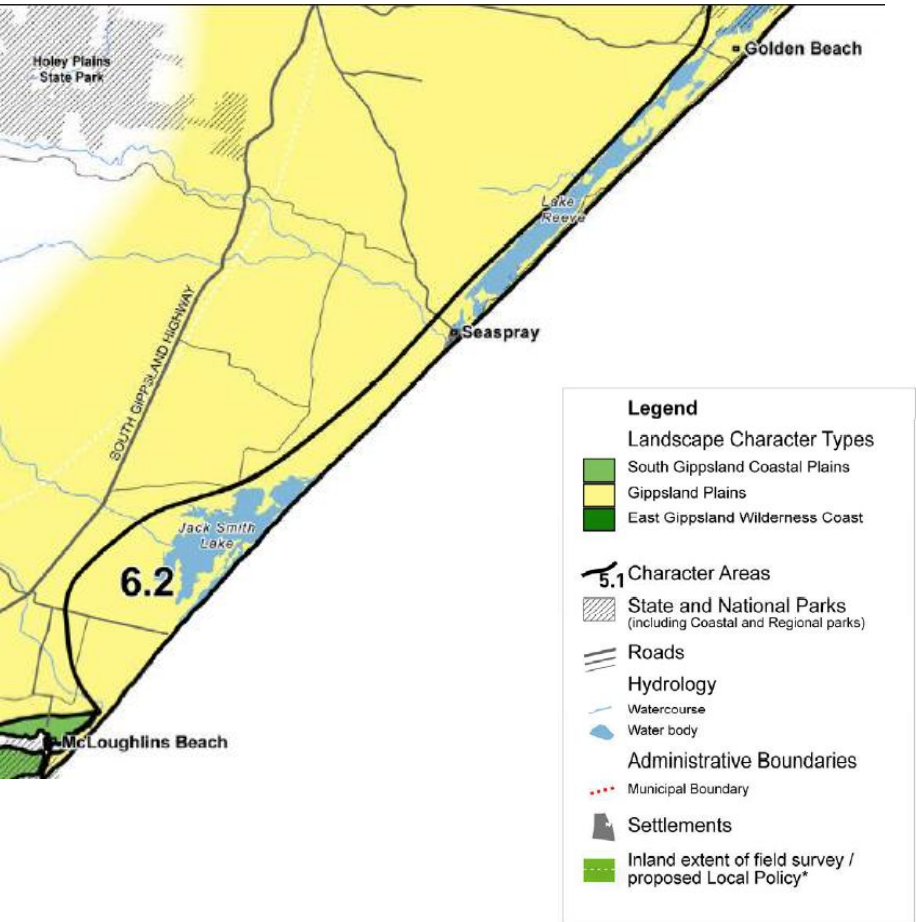 Holey Plains
State Park
Golden Beach
Lake
Reeve
Seaspray
SOUTH GIPPSLAND HIGHWAY
Jack Smith
Lake
6.2
McLoughlins Beach
Legend
Landscape Character Types
South Gippsland Coastal Plains
Gippsland Plains
East Gippsland Wilderness Coast
5.1 Character Areas
State and National Parks
(including Coastal and Regional parks)
Roads
Hydrology
Watercourse
Water body
Administrative Boundaries
Municipal Boundary
Settlements
Inland extent of field survey /
proposed Local Policy*